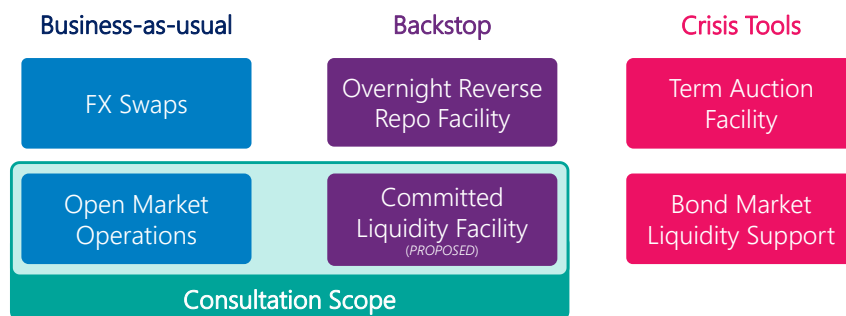 Business-as-usual
Backstop
Crisis Tools
FX Swaps
Overnight Reverse
Repo Facility
Term Auction
Facility
Open Market
Operations
Committed
Liquidity Facility
(PROPOSED)
Bond Market
Liquidity Support
Consultation Scope